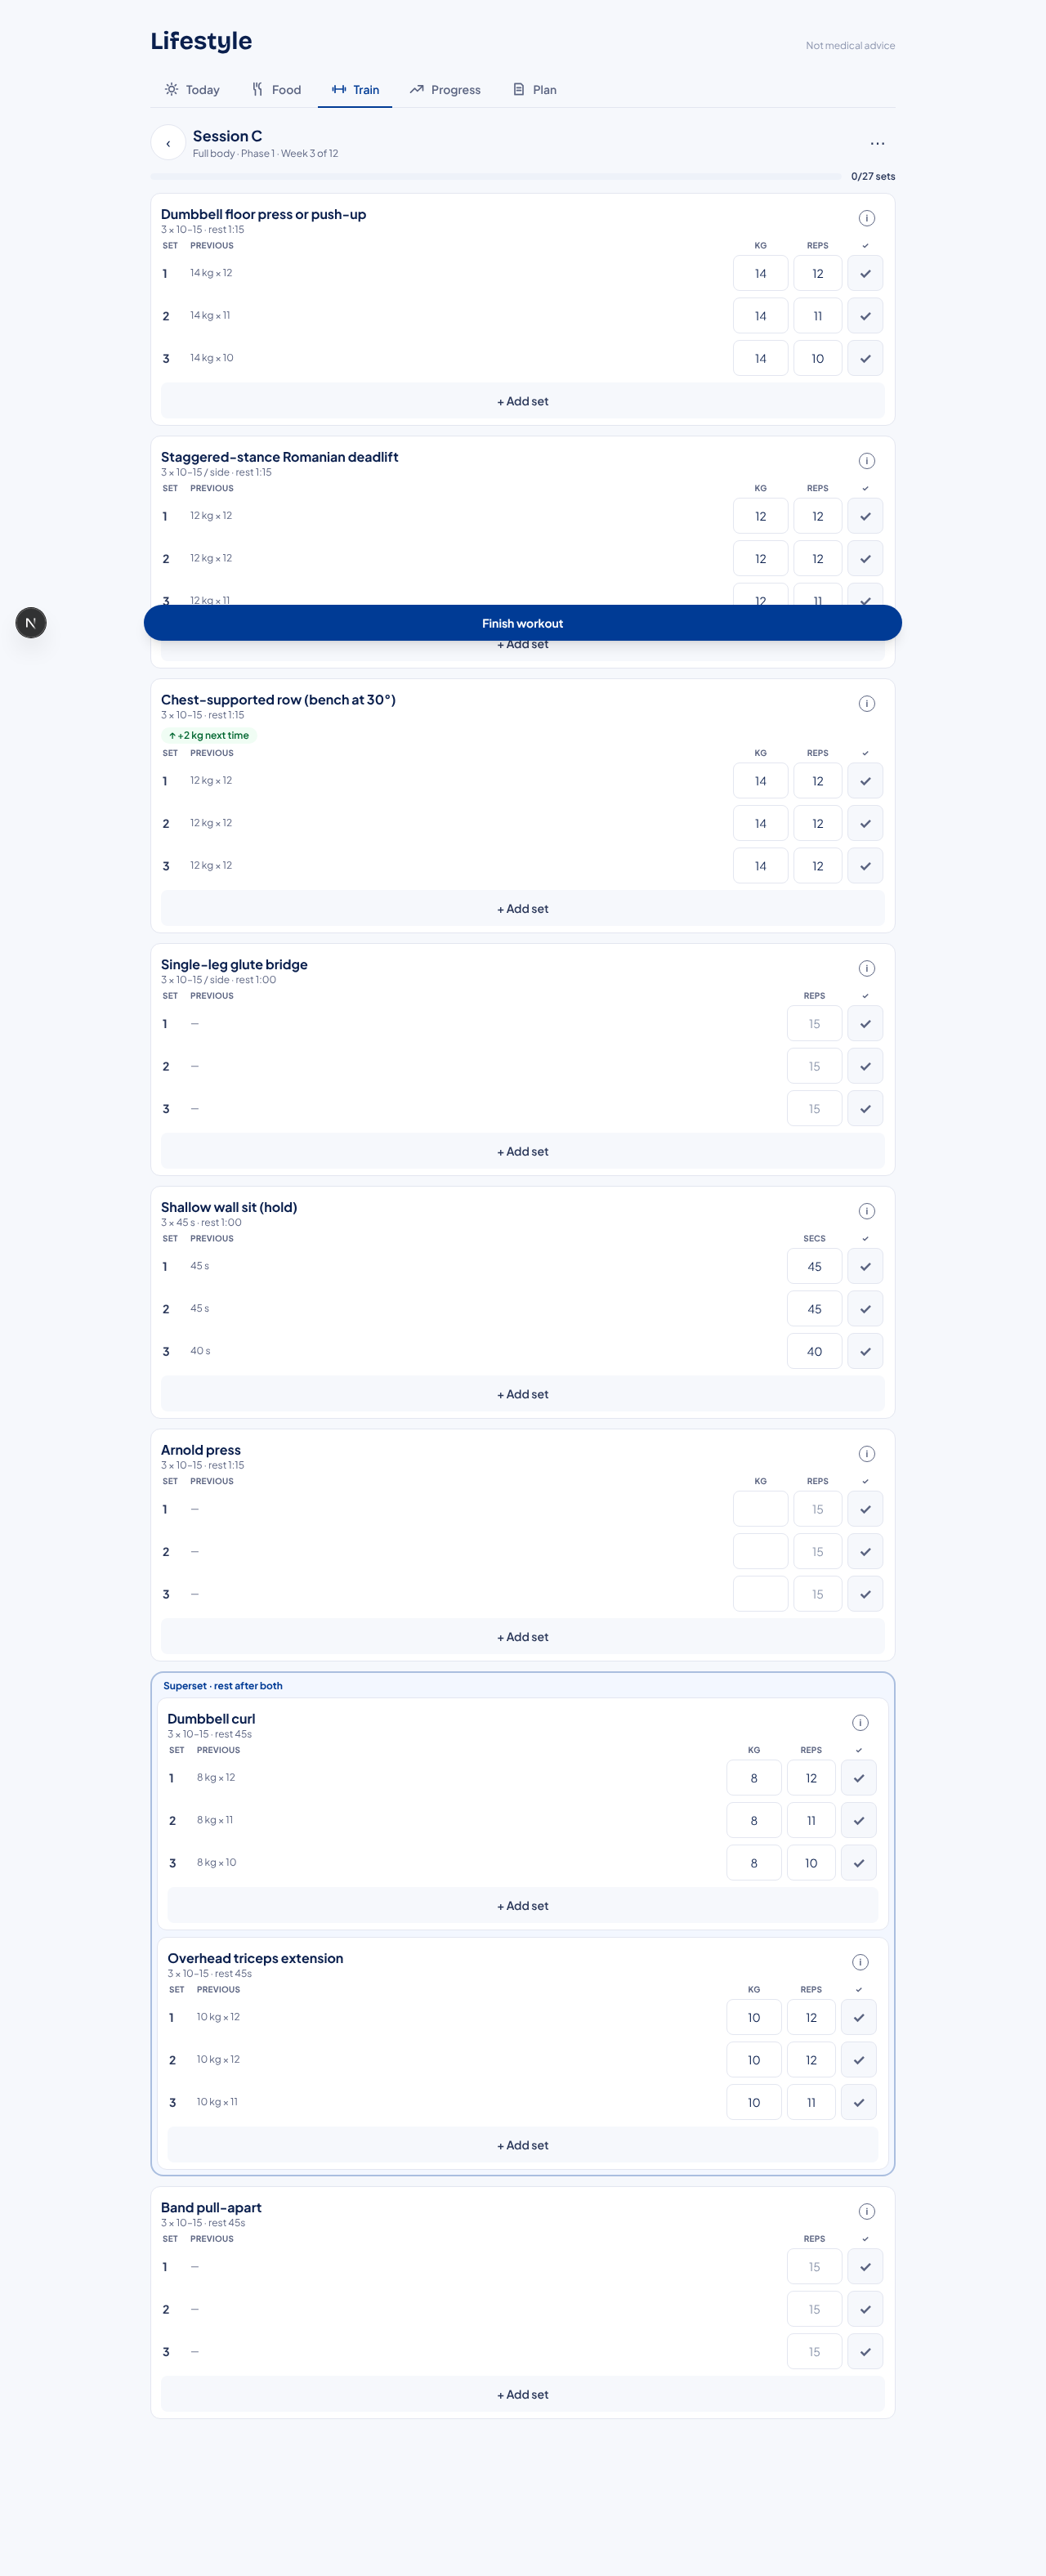 Lifestyle
Not medical advice
Today Food Train Progress Plan
‹ Session C ...
Full body · Phase 1 · Week 3 of 12
0/27 sets
Dumbbell floor press or push-up i
3 × 10–15 · rest 1:15
SET PREVIOUS KG REPS ✓
1 14 kg × 12 14 12 ✓
2 14 kg × 11 14 11 ✓
3 14 kg × 10 14 10 ✓
+ Add set
Staggered-stance Romanian deadlift i
3 × 10–15 / side · rest 1:15
SET PREVIOUS KG REPS ✓
1 12 kg × 12 12 12 ✓
2 12 kg × 12 12 12 ✓
3 12 kg × 11 12 11 ✓
N Finish workout
+ Add set
Chest-supported row (bench at 30°) i
3 × 10–15 · rest 1:15
↑ +2 kg next time
SET PREVIOUS KG REPS ✓
1 12 kg × 12 14 12 ✓
2 12 kg × 12 14 12 ✓
3 12 kg × 12 14 12 ✓
+ Add set
Single-leg glute bridge i
3 × 10–15 / side · rest 1:00
SET PREVIOUS REPS ✓
1 — 15 ✓
2 — 15 ✓
3 — 15 ✓
+ Add set
Shallow wall sit (hold) i
3 × 45 s · rest 1:00
SET PREVIOUS SECS ✓
1 45 s 45 ✓
2 45 s 45 ✓
3 40 s 40 ✓
+ Add set
Arnold press i
3 × 10–15 · rest 1:15
SET PREVIOUS KG REPS ✓
1 — 15 ✓
2 — 15 ✓
3 — 15 ✓
+ Add set
Superset · rest after both
Dumbbell curl i
3 × 10–15 · rest 45s
SET PREVIOUS KG REPS ✓
1 8 kg × 12 8 12 ✓
2 8 kg × 11 8 11 ✓
3 8 kg × 10 8 10 ✓
+ Add set
Overhead triceps extension i
3 × 10–15 · rest 45s
SET PREVIOUS KG REPS ✓
1 10 kg × 12 10 12 ✓
2 10 kg × 12 10 12 ✓
3 10 kg × 11 10 11 ✓
+ Add set
Band pull-apart i
3 × 10–15 · rest 45s
SET PREVIOUS REPS ✓
1 — 15 ✓
2 — 15 ✓
3 — 15 ✓
+ Add set